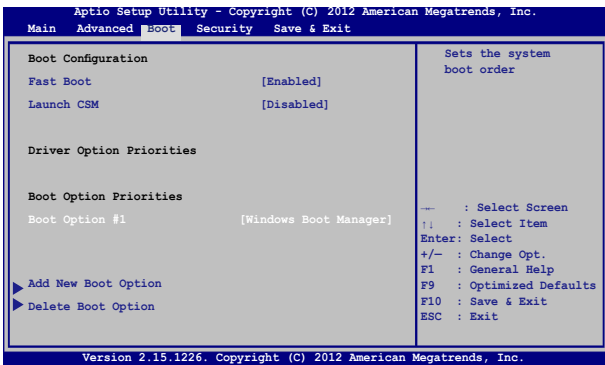 Aptio Setup Utility - Copyright (C) 2012 American Megatrends, Inc.
Main Advanced Boot Security Save & Exit
Boot Configuration
Fast Boot [Enabled]
Launch CSM [Disabled]
Driver Option Priorities
Boot Option Priorities
Boot Option #1 [Windows Boot Manager]
Add New Boot Option
Delete Boot Option
Sets the system
boot order
→← : Select Screen
↑↓ : Select Item
Enter: Select
+/— : Change Opt.
F1 : General Help
F9 : Optimized Defaults
F10 : Save & Exit
ESC : Exit
Version 2.15.1226. Copyright (C) 2012 American Megatrends, Inc.